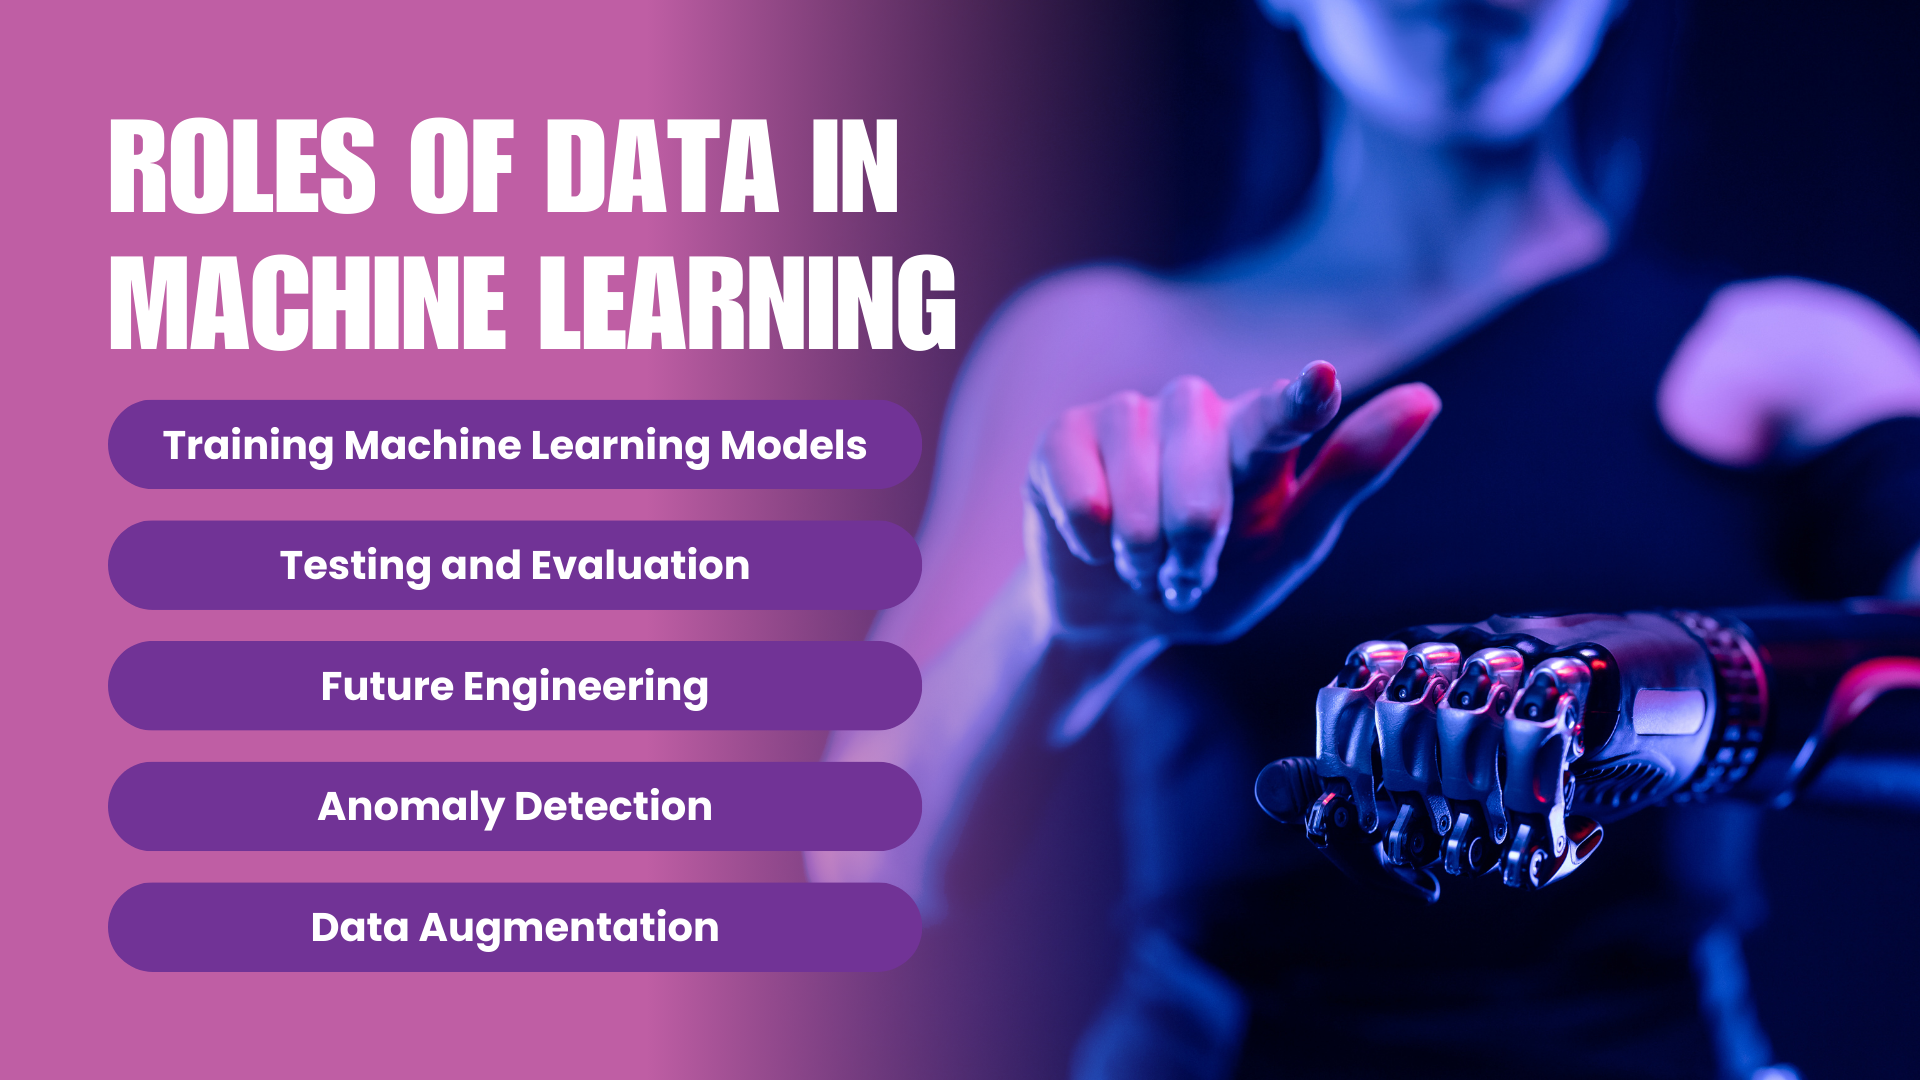 ROLES OF DATA IN
MACHINE LEARNING
Training Machine Learning Models
Testing and Evaluation
Future Engineering
Anomaly Detection
Data Augmentation